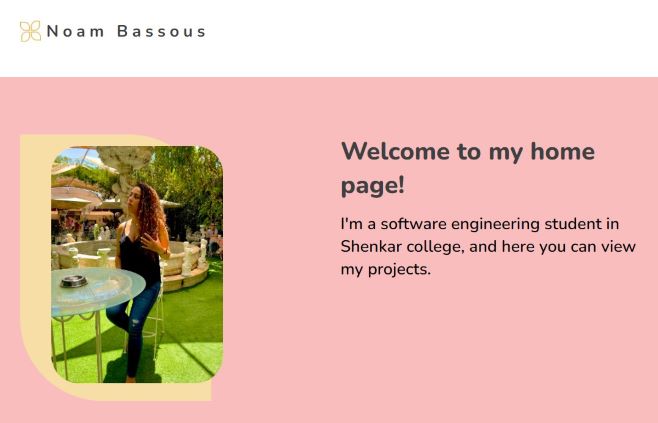 Noam Bassous
Welcome to my home
page!
I'm a software engineering student in
Shenkar college, and here you can view
my projects.